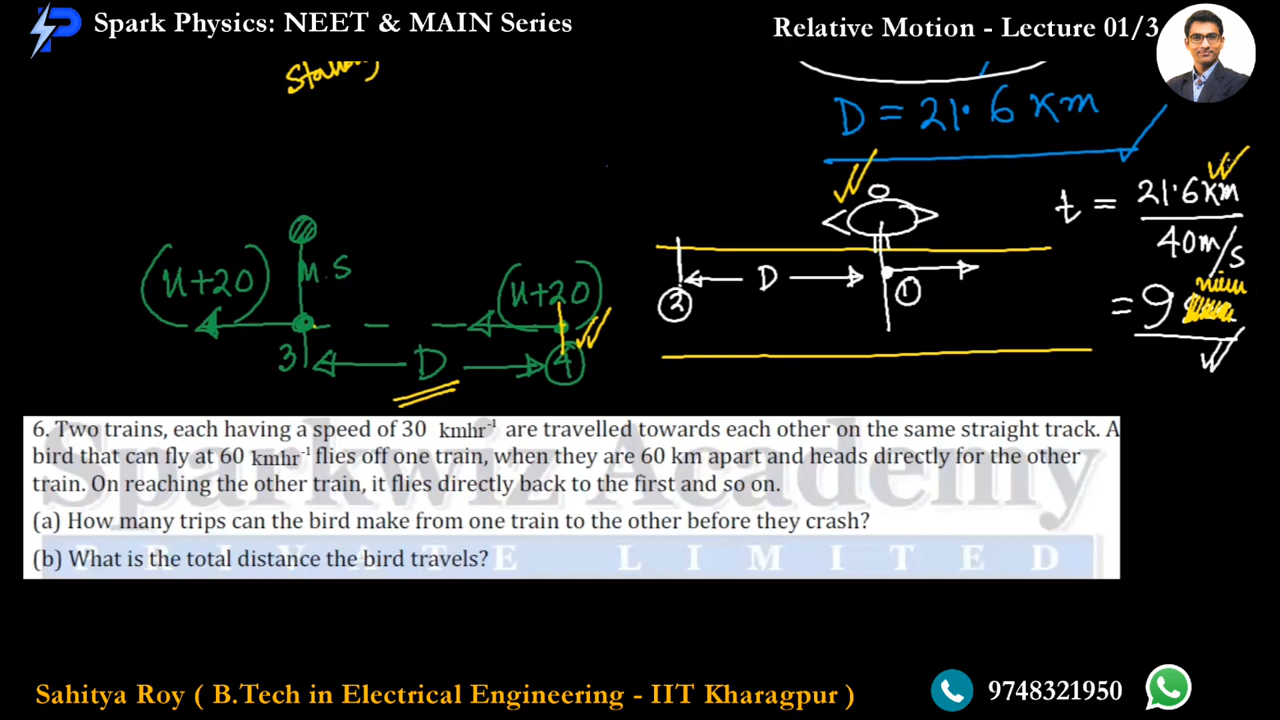 Spark Physics: NEET & MAIN Series
Relative Motion - Lecture 01/3
D = 21.6 km
t = 21.6km
40m/s
= 9 min
(u+20)
M.S
(u+20)
3
D
4
D
2
1
6. Two trains, each having a speed of 30 kmhr⁻¹ are travelled towards each other on the same straight track. A
bird that can fly at 60 kmhr⁻¹ flies off one train, when they are 60 km apart and heads directly for the other
train. On reaching the other train, it flies directly back to the first and so on.
(a) How many trips can the bird make from one train to the other before they crash?
(b) What is the total distance the bird travels?
Sparkwiz Academy
PRIVATE LIMITED
Sahitya Roy ( B.Tech in Electrical Engineering - IIT Kharagpur )
9748321950